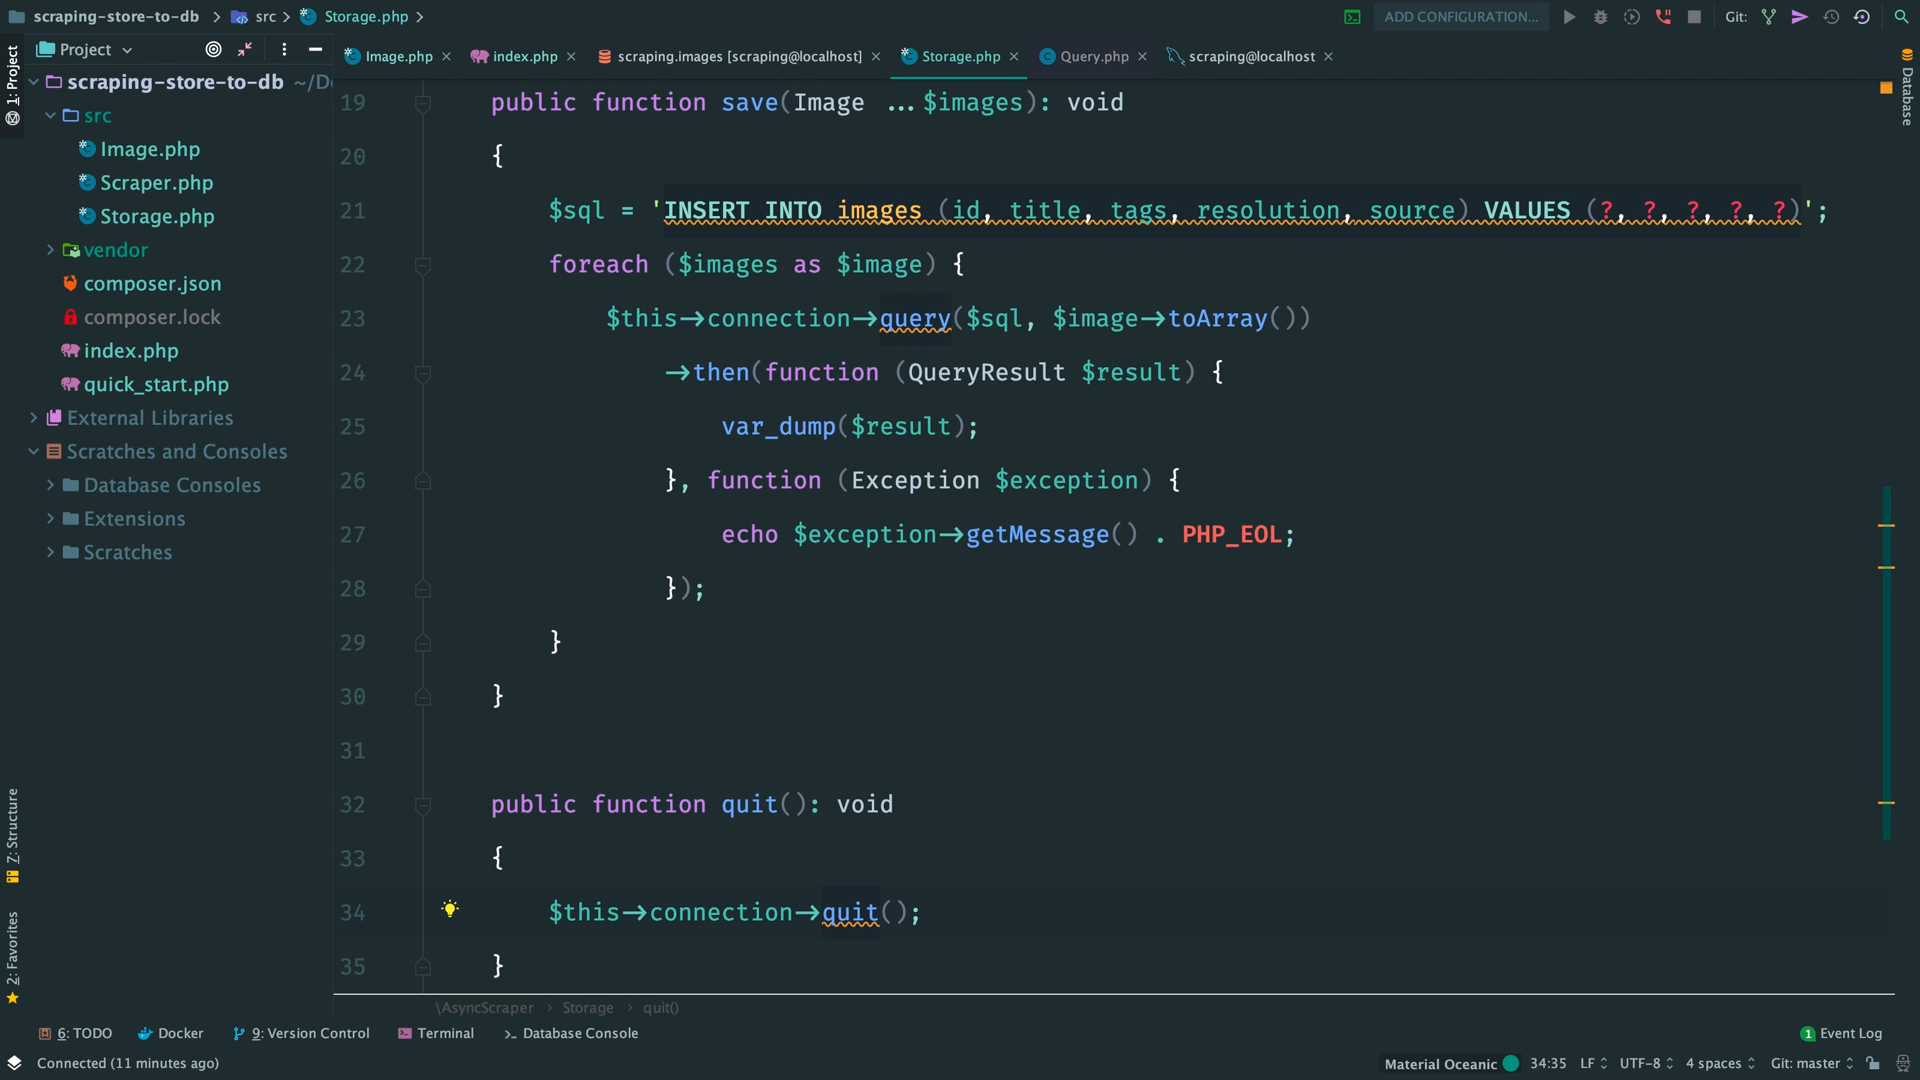 scraping-store-to-db > src > Storage.php >
ADD CONFIGURATION...
Git:
Project
Image.php
index.php
scraping.images [scraping@localhost]
Storage.php
Query.php
scraping@localhost
1: Project
7: Structure
2: Favorites
Database
scraping-store-to-db ~/D
src
Image.php
Scraper.php
Storage.php
vendor
composer.json
composer.lock
index.php
quick_start.php
External Libraries
Scratches and Consoles
Database Consoles
Extensions
Scratches
19 public function save(Image ...$images): void
20 {
21 $sql = 'INSERT INTO images (id, title, tags, resolution, source) VALUES (?, ?, ?, ?, ?)';
22 foreach ($images as $image) {
23 $this->connection->query($sql, $image->toArray())
24 ->then(function (QueryResult $result) {
25 var_dump($result);
26 }, function (Exception $exception) {
27 echo $exception->getMessage() . PHP_EOL;
28 });
29 }
30 }
31
32 public function quit(): void
33 {
34 $this->connection->quit();
35 }
\AsyncScraper > Storage > quit()
6: TODO
Docker
9: Version Control
Terminal
Database Console
1 Event Log
Connected (11 minutes ago)
Material Oceanic
34:35
LF
UTF-8
4 spaces
Git: master